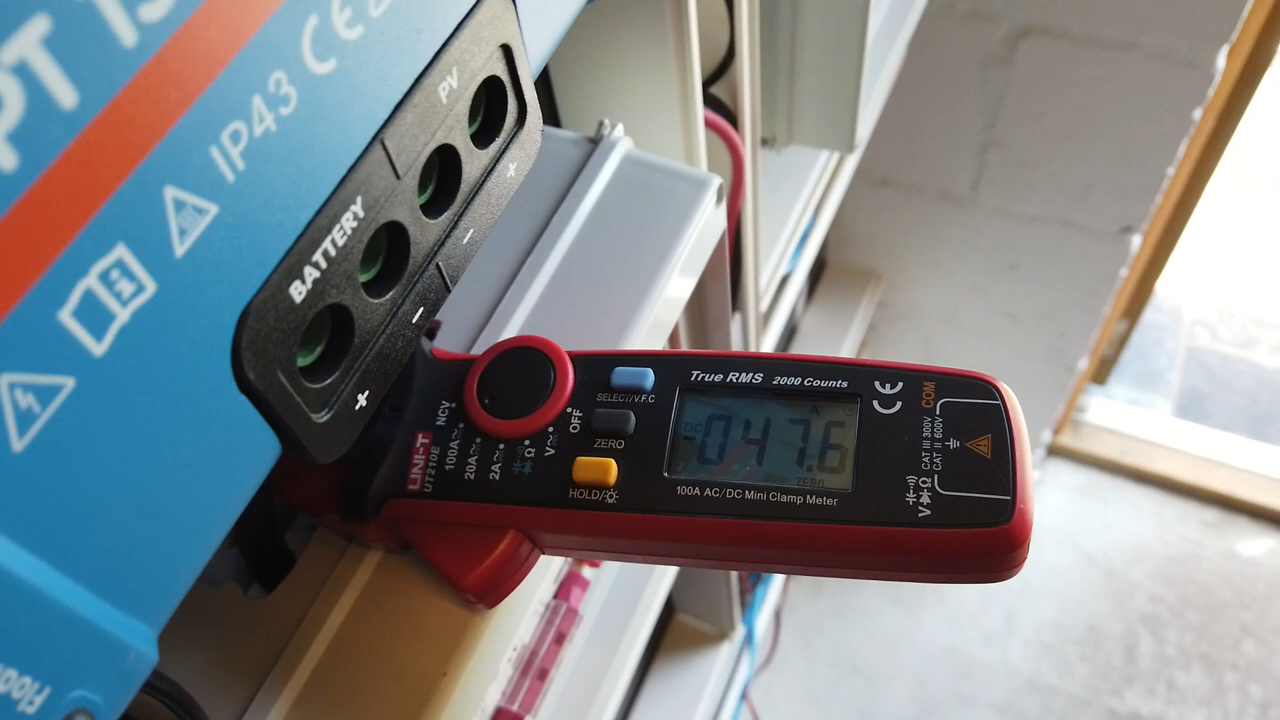 PT 15
IP43 CE
PV
BATTERY
+
-
-
+
UNI-T
UT210E
NCV
100A
20A
2A
Ω
V
OFF
SELECT/V.F.C
ZERO
HOLD/
True RMS 2000 Counts
DC
A
-047.6
ZERO
100A AC/DC Mini Clamp Meter
CE
COM
CAT III 300V
CAT II 600V
VΩ
Float